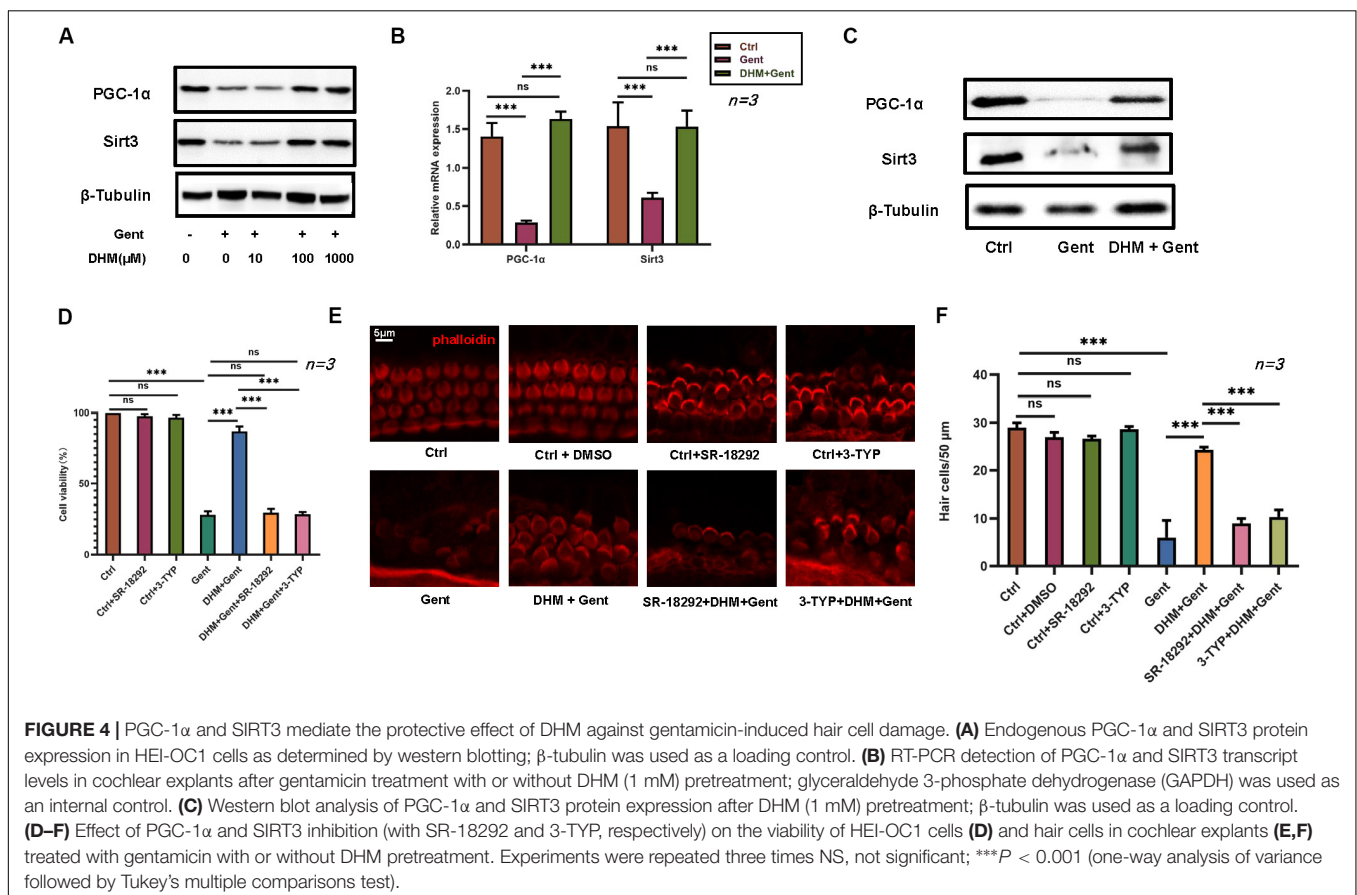 A
PGC-1α
Sirt3
β-Tubulin
Gent - + + + +
DHM(μM) 0 0 10 100 1000
B
Ctrl
Gent
DHM+Gent
n=3
*** ***
ns ns
*** ***
Relative mRNA expression
2.0
1.5
1.0
0.5
0.0
PGC-1α Sirt3
C
PGC-1α
Sirt3
β-Tubulin
Ctrl Gent DHM + Gent
D
n=3
ns
ns
*** ***
ns
ns *** ***
Cell viability(%)
100
50
0
Ctrl
Ctrl+SR-18292
Ctrl+3-TYP
Gent
DHM+Gent
DHM+Gent+SR-18292
DHM+Gent+3-TYP
E
5μm
phalloidin
Ctrl Ctrl + DMSO Ctrl+SR-18292 Ctrl+3-TYP
Gent DHM + Gent SR-18292+DHM+Gent 3-TYP+DHM+Gent
F
n=3
***
ns
ns
ns
***
***
***
Hair cells/50 μm
40
30
20
10
0
Ctrl
Ctrl+DMSO
Ctrl+SR-18292
Ctrl+3-TYP
Gent
DHM+Gent
SR-18292+DHM+Gent
3-TYP+DHM+Gent
FIGURE 4 | PGC-1α and SIRT3 mediate the protective effect of DHM against gentamicin-induced hair cell damage. (A) Endogenous PGC-1α and SIRT3 protein
expression in HEI-OC1 cells as determined by western blotting; β-tubulin was used as a loading control. (B) RT-PCR detection of PGC-1α and SIRT3 transcript
levels in cochlear explants after gentamicin treatment with or without DHM (1 mM) pretreatment; glyceraldehyde 3-phosphate dehydrogenase (GAPDH) was used as
an internal control. (C) Western blot analysis of PGC-1α and SIRT3 protein expression after DHM (1 mM) pretreatment; β-tubulin was used as a loading control.
(D–F) Effect of PGC-1α and SIRT3 inhibition (with SR-18292 and 3-TYP, respectively) on the viability of HEI-OC1 cells (D) and hair cells in cochlear explants (E,F)
treated with gentamicin with or without DHM pretreatment. Experiments were repeated three times NS, not significant; ***P < 0.001 (one-way analysis of variance
followed by Tukey's multiple comparisons test).